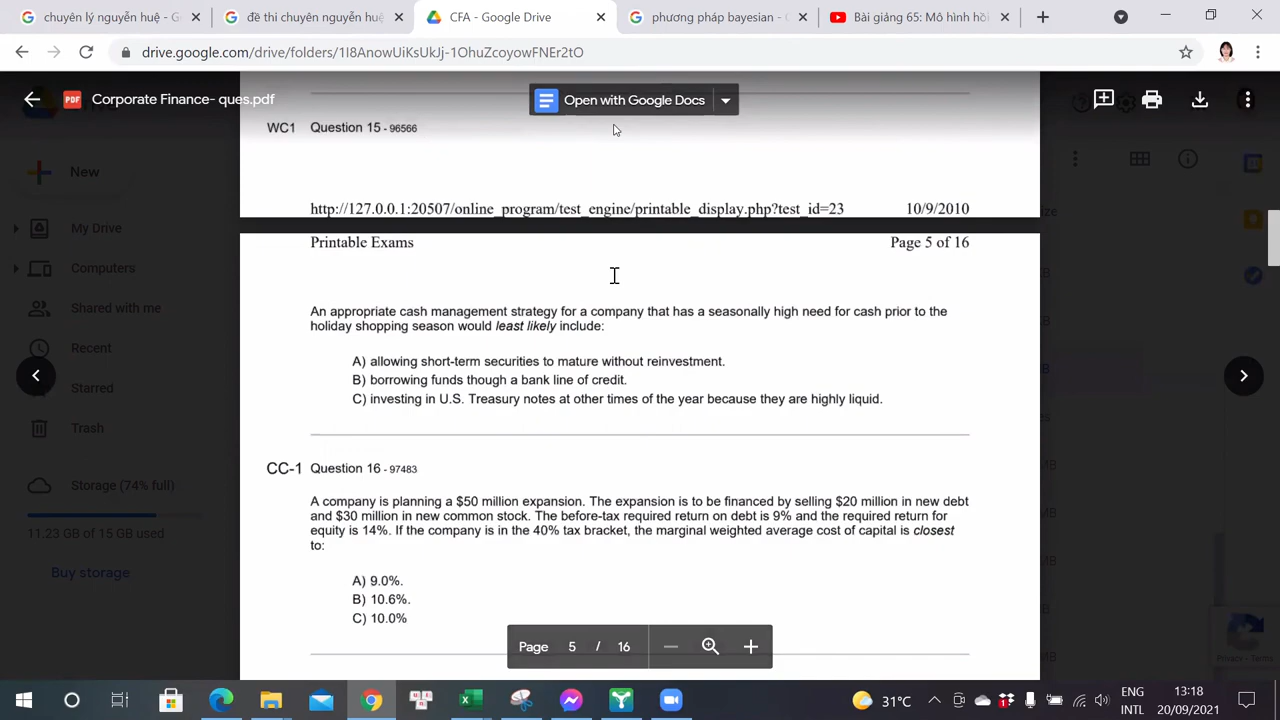 chuyên lý nguyễn huệ - G
đề thi chuyên nguyễn huệ
CFA - Google Drive
phương pháp bayesian - G
Bài giảng 65: Mô hình hồi
drive.google.com/drive/folders/1I8AnowUiKsUkJj-1OhuZcoyowFNEr2tO
PDF
Corporate Finance- ques.pdf
Open with Google Docs
New
My Drive
Computers
Shared with me
Recent
Starred
Trash
Storage (74% full)
11.23 GB of 15 GB used
Buy storage
WC1 Question 15 - 96566
http://127.0.0.1:20507/online_program/test_engine/printable_display.php?test_id=23 10/9/2010
Printable Exams Page 5 of 16
An appropriate cash management strategy for a company that has a seasonally high need for cash prior to the
holiday shopping season would least likely include:
A) allowing short-term securities to mature without reinvestment.
B) borrowing funds though a bank line of credit.
C) investing in U.S. Treasury notes at other times of the year because they are highly liquid.
CC-1 Question 16 - 97483
A company is planning a $50 million expansion. The expansion is to be financed by selling $20 million in new debt
and $30 million in new common stock. The before-tax required return on debt is 9% and the required return for
equity is 14%. If the company is in the 40% tax bracket, the marginal weighted average cost of capital is closest
to:
A) 9.0%.
B) 10.6%.
C) 10.0%
Page 5 / 16
Privacy - Terms
31°C
ENG
INTL
13:18
20/09/2021